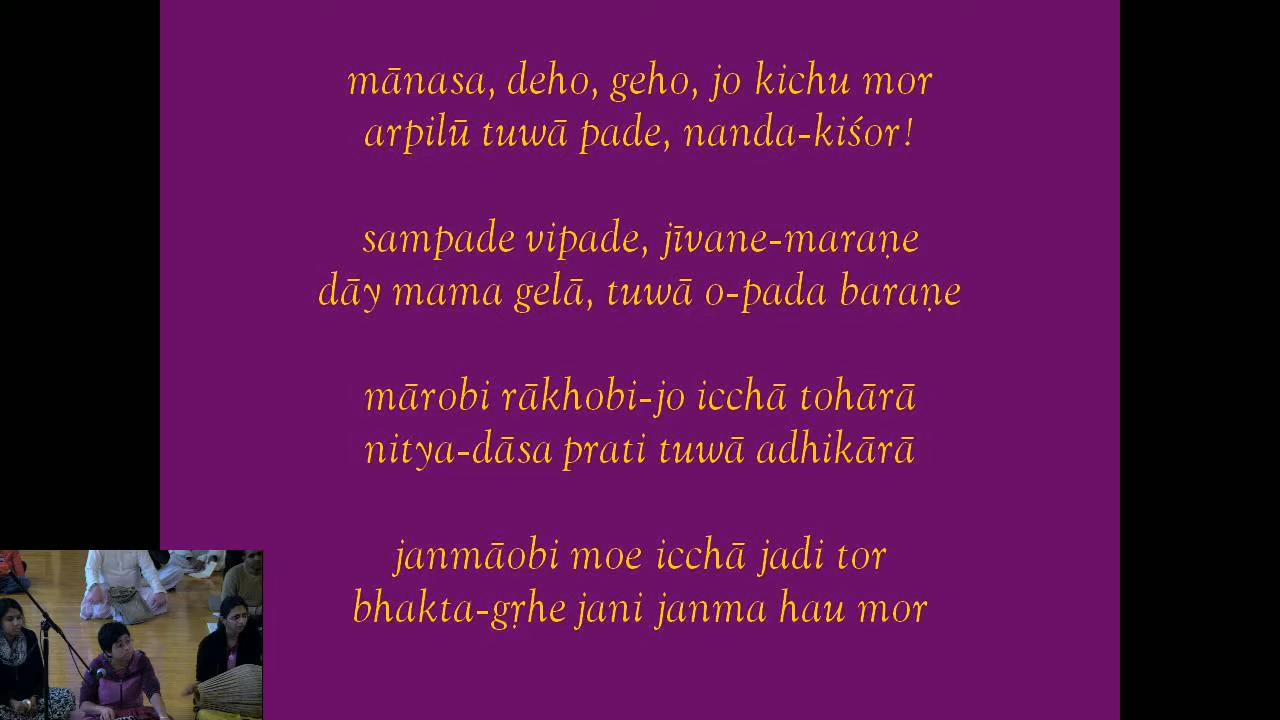 mānasa, deho, geho, jo kichu mor
arpilū tuwā pade, nanda-kiśor!
sampade vipade, jīvane-maraṇe
dāy mama gelā, tuwā o-pada baraṇe
mārobi rākhobi-jo icchā tohārā
nitya-dāsa prati tuwā adhikārā
janmāobi moe icchā jadi tor
bhakta-gṛhe jani janma hau mor